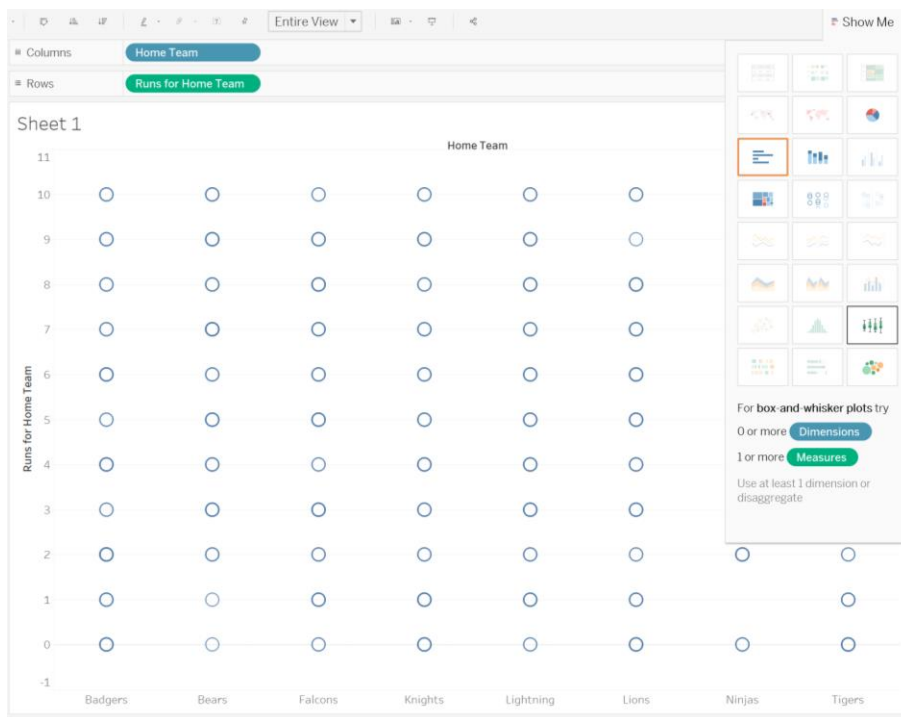 Entire View
Show Me
Columns
Home Team
Rows
Runs for Home Team
Sheet 1
Home Team
11
10
9
8
7
6
5
4
3
2
1
0
-1
Runs for Home Team
Badgers Bears Falcons Knights Lightning Lions Ninjas Tigers
For box-and-whisker plots try
0 or more Dimensions
1 or more Measures
Use at least 1 dimension or
disaggregate